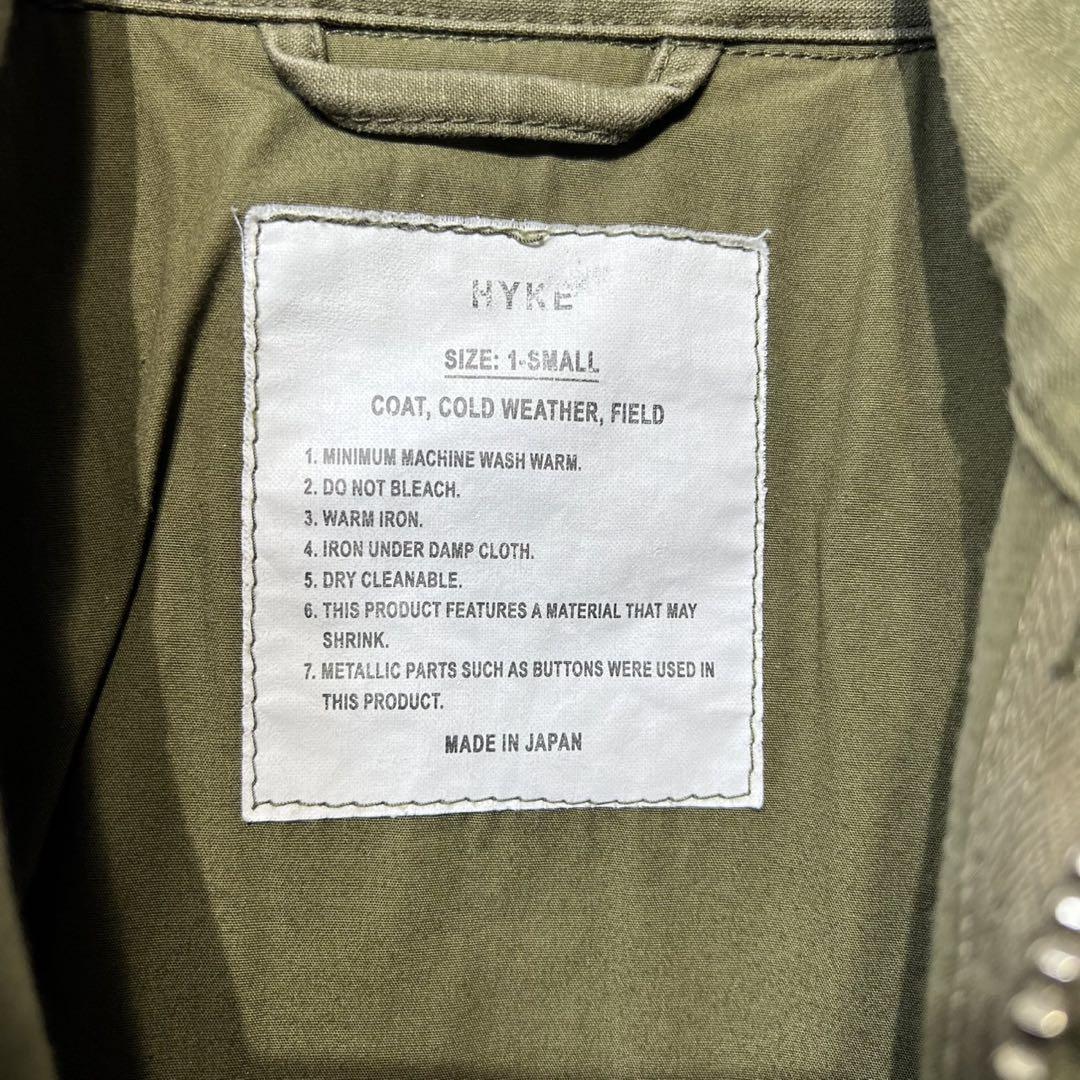 HYKE
SIZE: 1-SMALL
COAT, COLD WEATHER, FIELD
1. MINIMUM MACHINE WASH WARM.
2. DO NOT BLEACH.
3. WARM IRON.
4. IRON UNDER DAMP CLOTH.
5. DRY CLEANABLE.
6. THIS PRODUCT FEATURES A MATERIAL THAT MAY
SHRINK.
7. METALLIC PARTS SUCH AS BUTTONS WERE USED IN
THIS PRODUCT.
MADE IN JAPAN